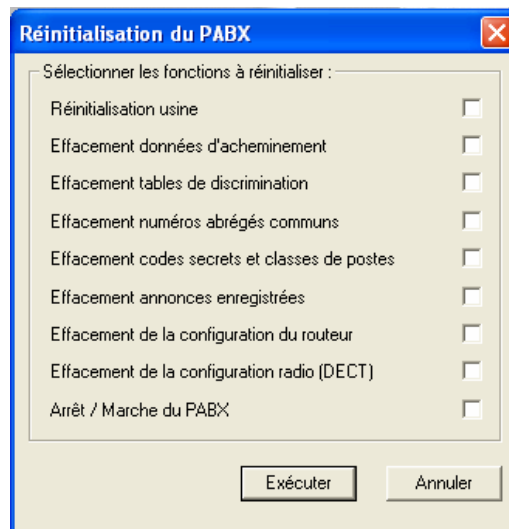 Réinitialisation du PABX
Sélectionner les fonctions à réinitialiser :
Réinitialisation usine
Effacement données d'acheminement
Effacement tables de discrimination
Effacement numéros abrégés communs
Effacement codes secrets et classes de postes
Effacement annonces enregistrées
Effacement de la configuration du routeur
Effacement de la configuration radio (DECT)
Arrêt / Marche du PABX
Exécuter Annuler